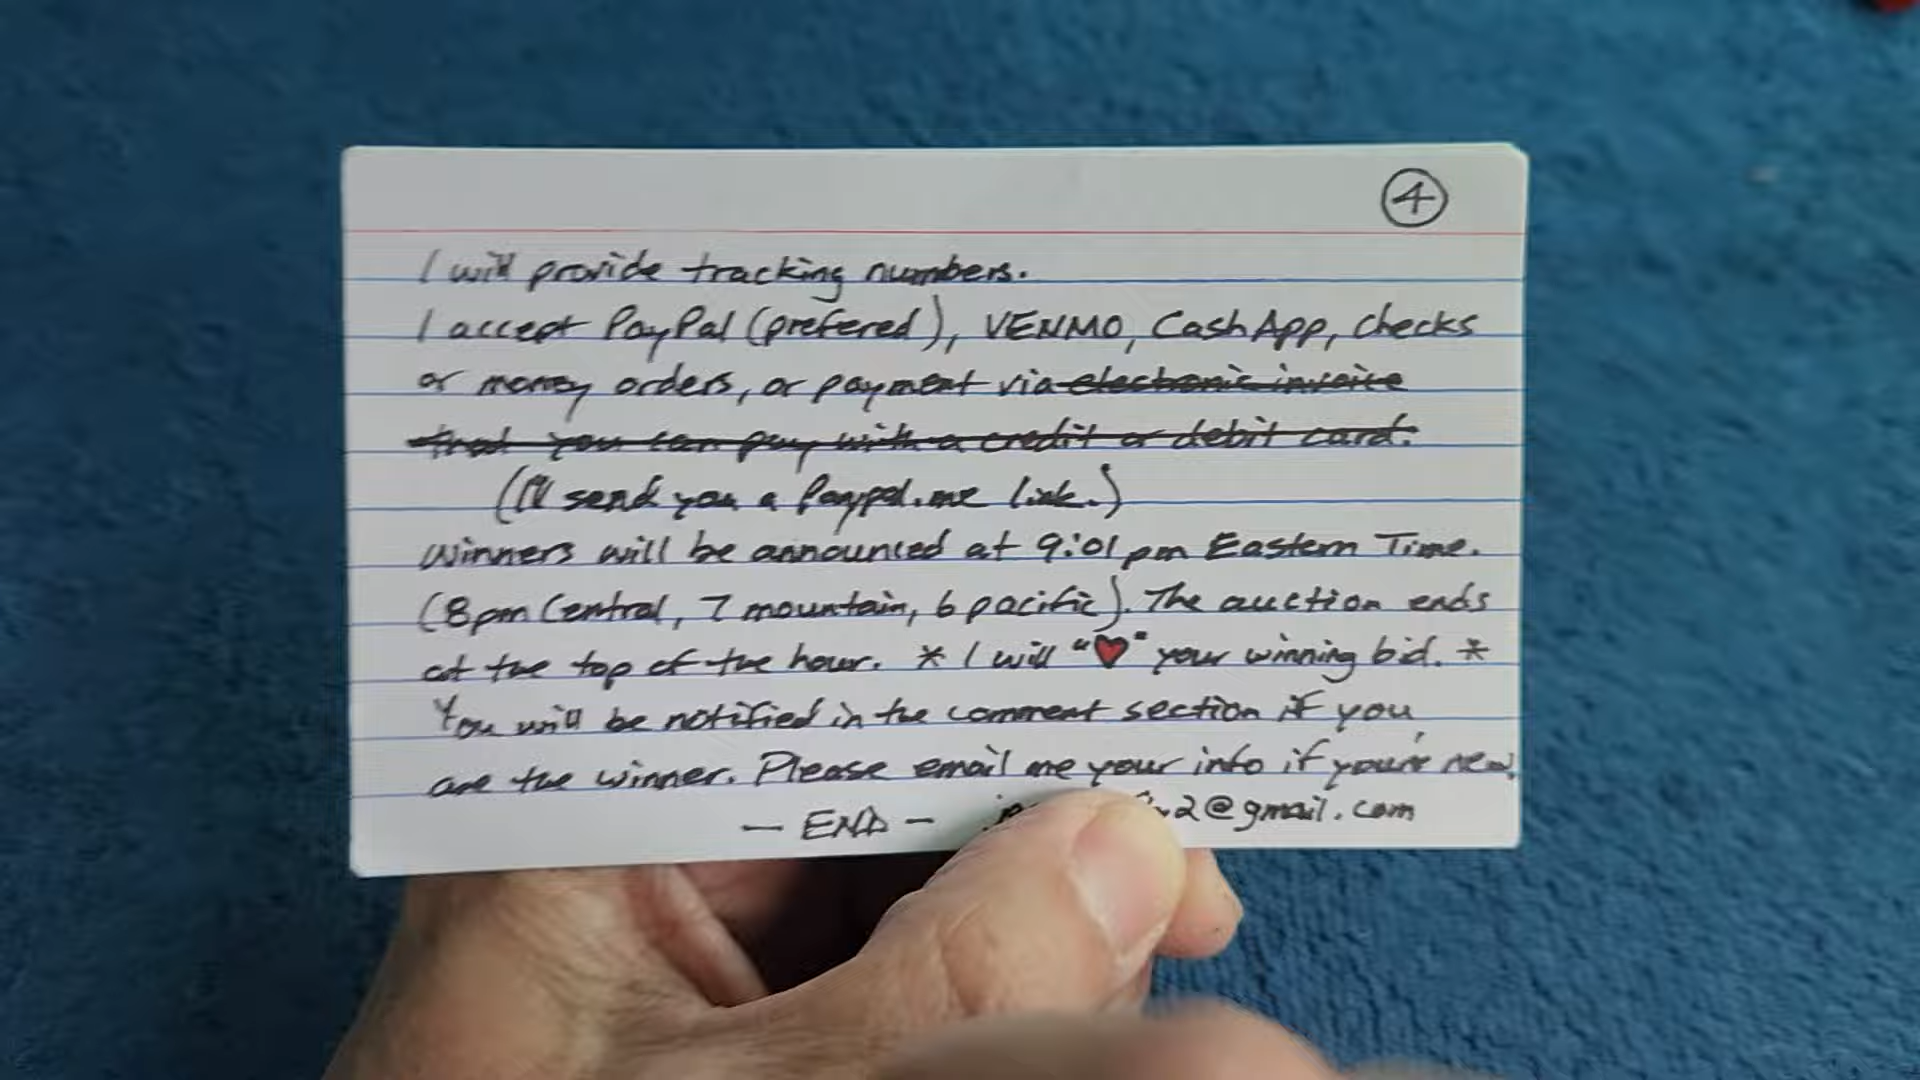 4
I will provide tracking numbers.
I accept PayPal (prefered), VENMO, CashApp, checks
or money orders, or payment via electronic invoice
that you can pay with a credit or debit card.
(I'll send you a Paypal.me link.)
Winners will be announced at 9:01 pm Eastern Time.
(8pm Central, 7 mountain, 6 pacific). The auction ends
at the top of the hour. * I will "❤" your winning bid. *
You will be notified in the comment section if you
are the winner. Please email me your info if you're new.
— END — 2@gmail.com